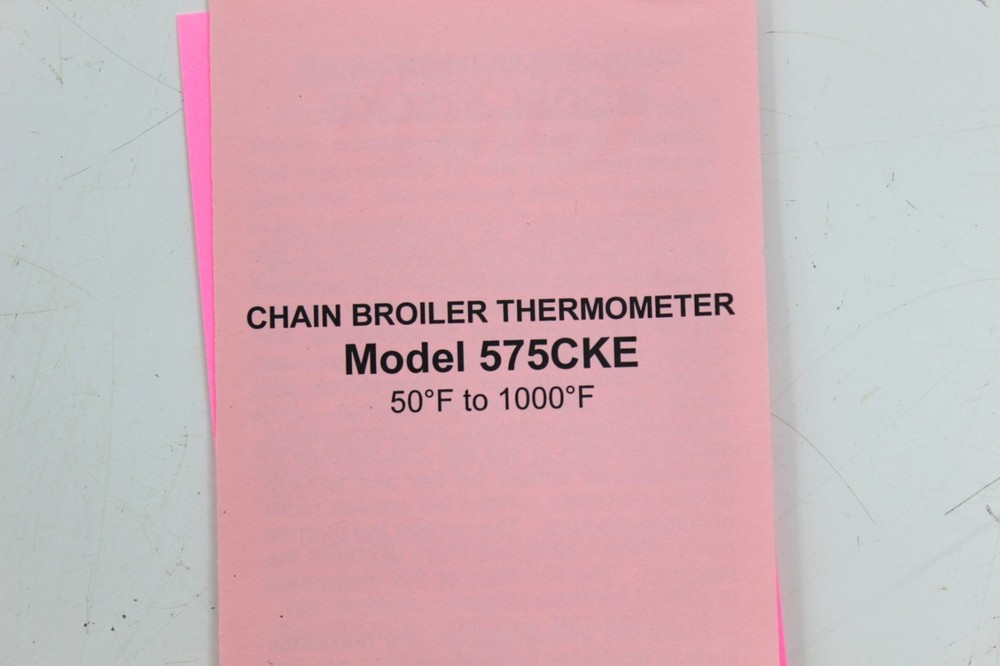 CHAIN BROILER THERMOMETER
Model 575CKE
50°F to 1000°F